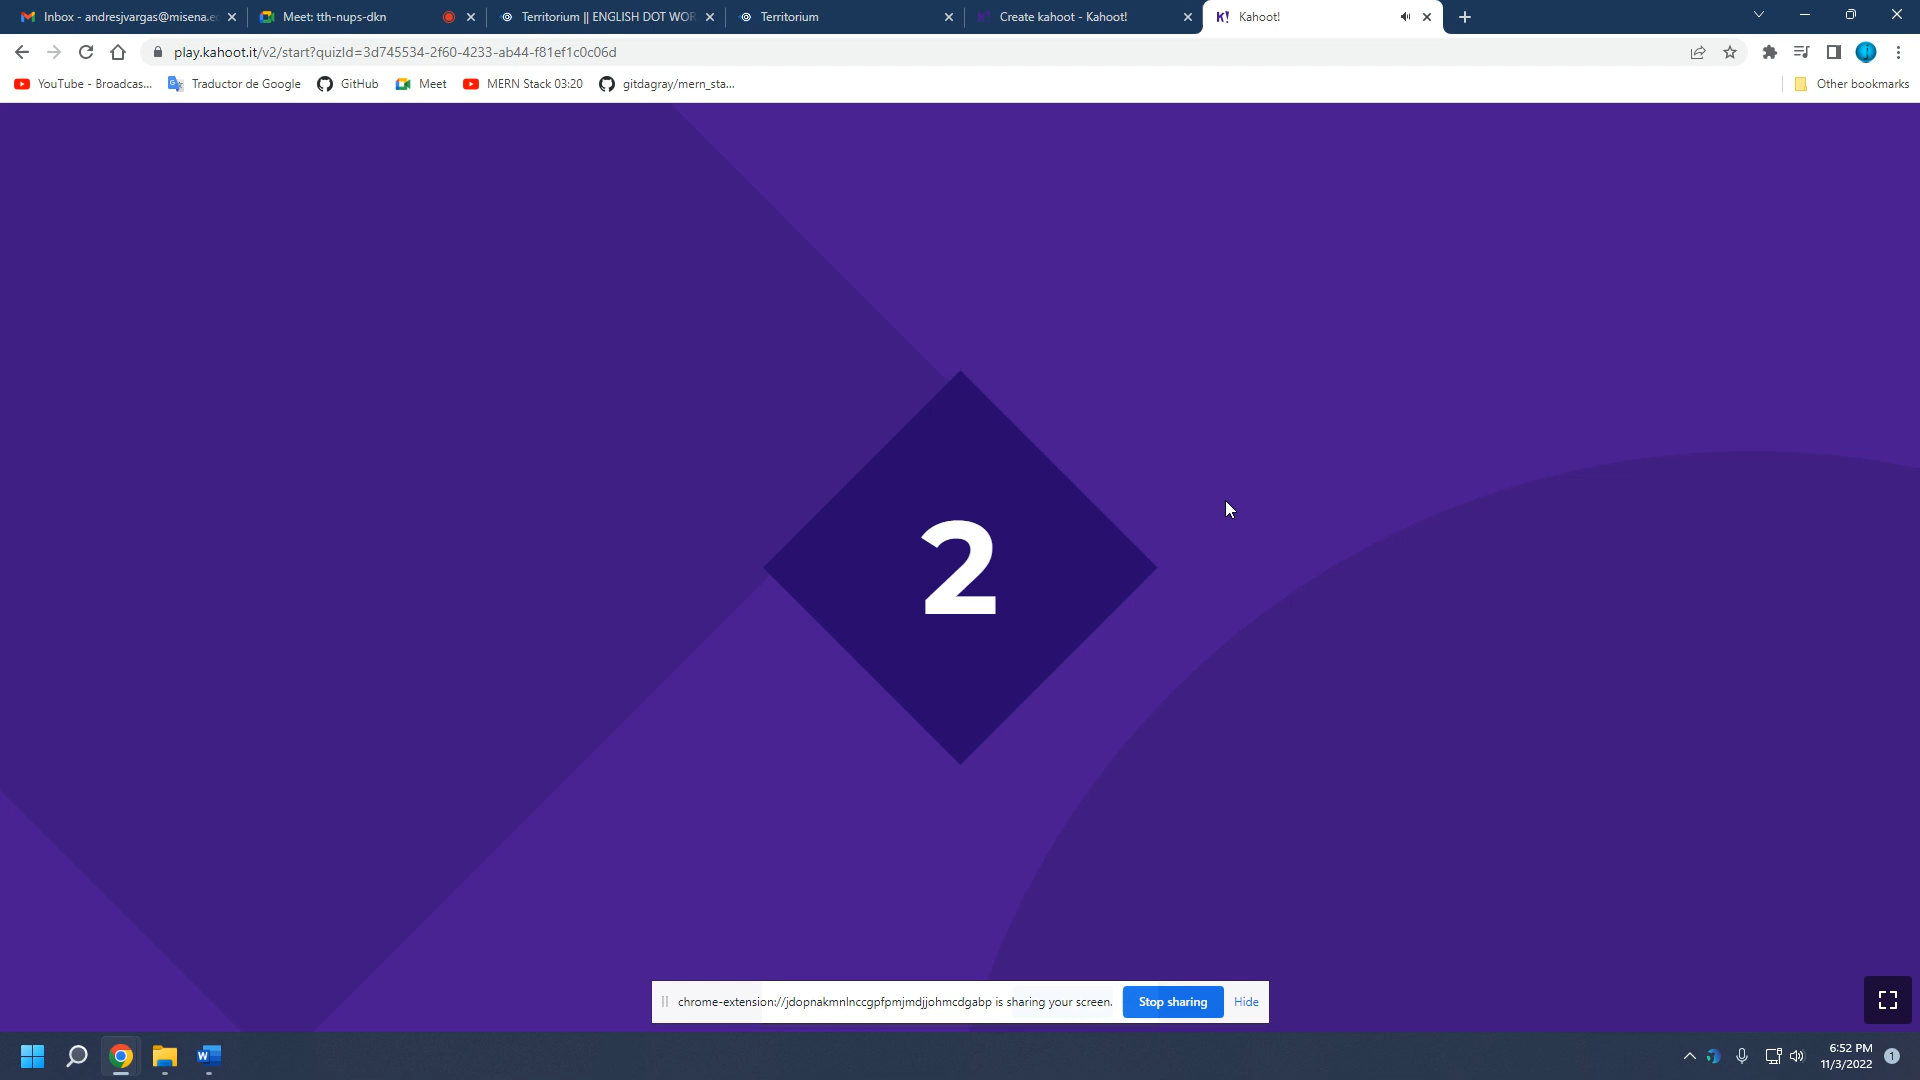 Inbox - andresjvargas@misena.e
Meet: tth-nups-dkn
Territorium || ENGLISH DOT WOR
Territorium
Create kahoot - Kahoot!
K! Kahoot!
play.kahoot.it/v2/start?quizId=3d745534-2f60-4233-ab44-f81ef1c0c06d
YouTube - Broadcas...
Traductor de Google
GitHub
Meet
MERN Stack 03:20
gitdagray/mern_sta...
Other bookmarks
2
chrome-extension://jdopnakmnlnccgpfpmjmdjjohmcdgabp is sharing your screen.
Stop sharing
Hide
W
6:52 PM
11/3/2022
1